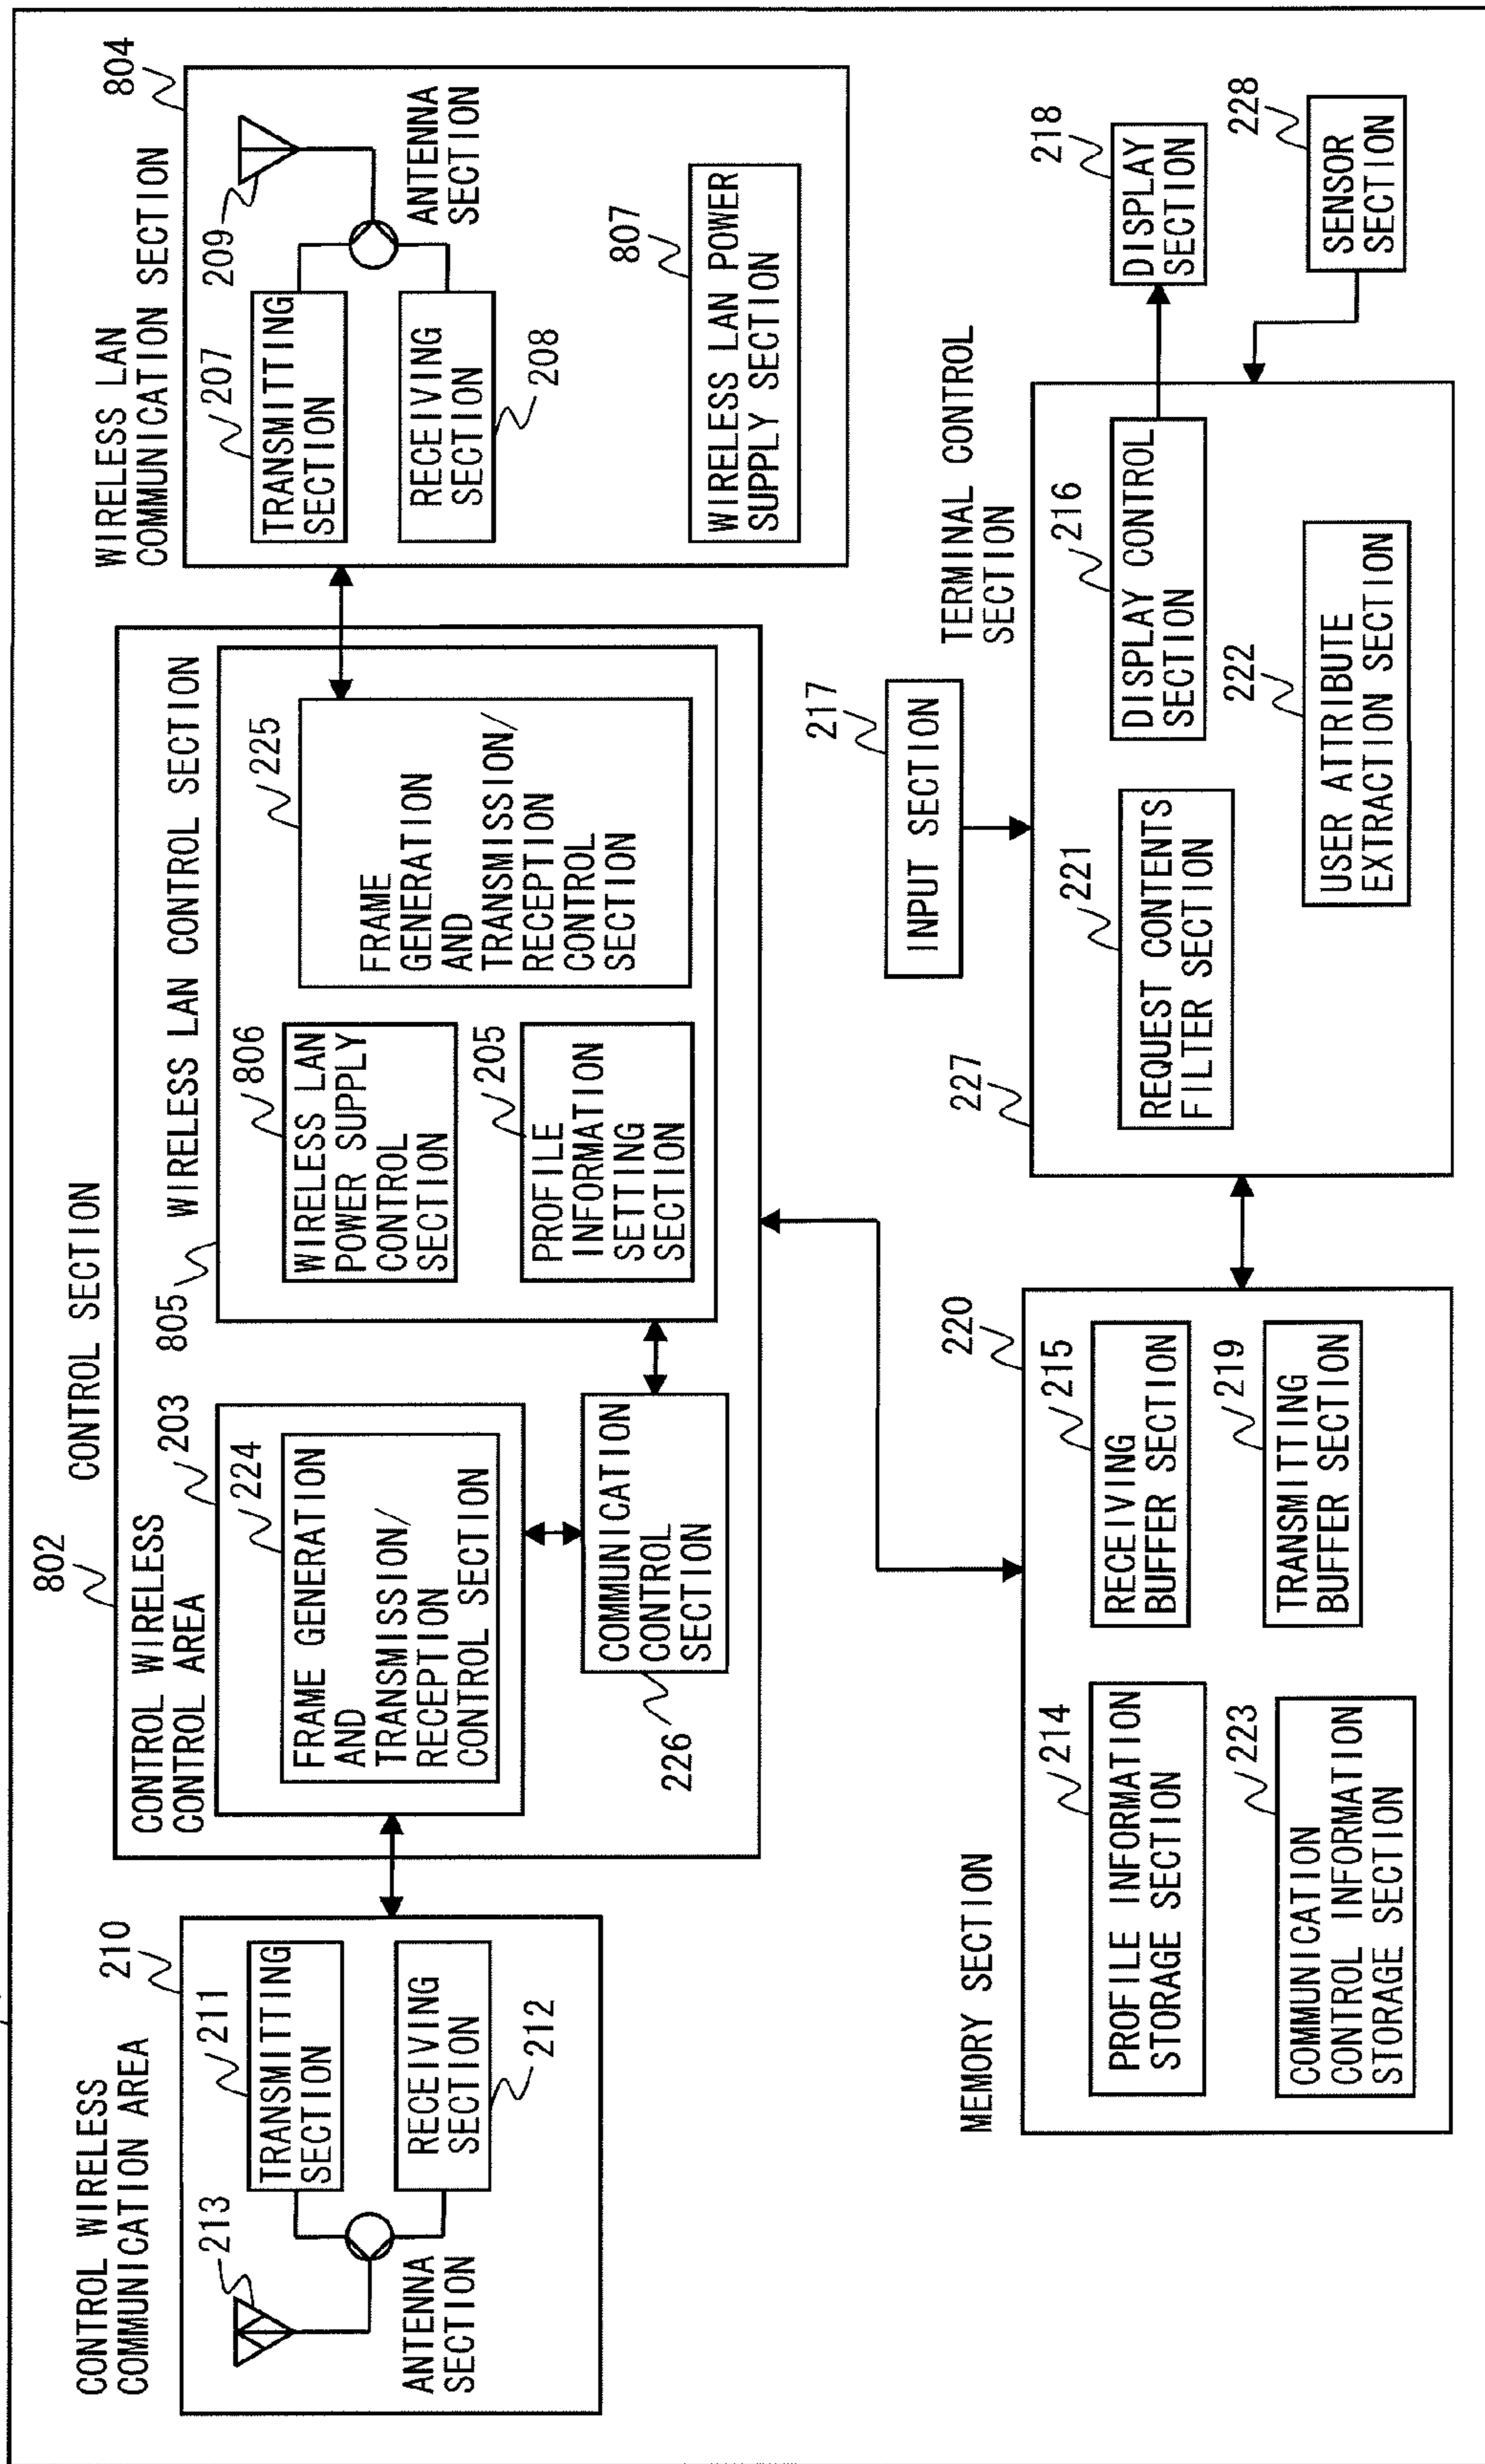 802
CONTROL SECTION
CONTROL WIRELESS
COMMUNICATION AREA
210
213
211
TRANSMITTING
SECTION
RECEIVING
SECTION
212
ANTENNA
SECTION
CONTROL WIRELESS
CONTROL AREA
203
224
FRAME GENERATION
AND
TRANSMISSION/
RECEPTION
CONTROL SECTION
COMMUNICATION
CONTROL
SECTION
226
805
WIRELESS LAN CONTROL SECTION
806
WIRELESS LAN
POWER SUPPLY
CONTROL
SECTION
205
PROFILE
INFORMATION
SETTING
SECTION
225
FRAME
GENERATION
AND
TRANSMISSION/
RECEPTION
CONTROL
SECTION
WIRELESS LAN
COMMUNICATION SECTION
804
207
209
TRANSMITTING
SECTION
RECEIVING
SECTION
208
ANTENNA
SECTION
807
WIRELESS LAN POWER
SUPPLY SECTION
MEMORY SECTION
220
214
PROFILE INFORMATION
STORAGE SECTION
215
RECEIVING
BUFFER SECTION
223
COMMUNICATION
CONTROL INFORMATION
STORAGE SECTION
219
TRANSMITTING
BUFFER SECTION
217
INPUT SECTION
TERMINAL CONTROL
SECTION
227
221
REQUEST CONTENTS
FILTER SECTION
216
DISPLAY CONTROL
SECTION
222
USER ATTRIBUTE
EXTRACTION SECTION
218
DISPLAY
SECTION
228
SENSOR
SECTION